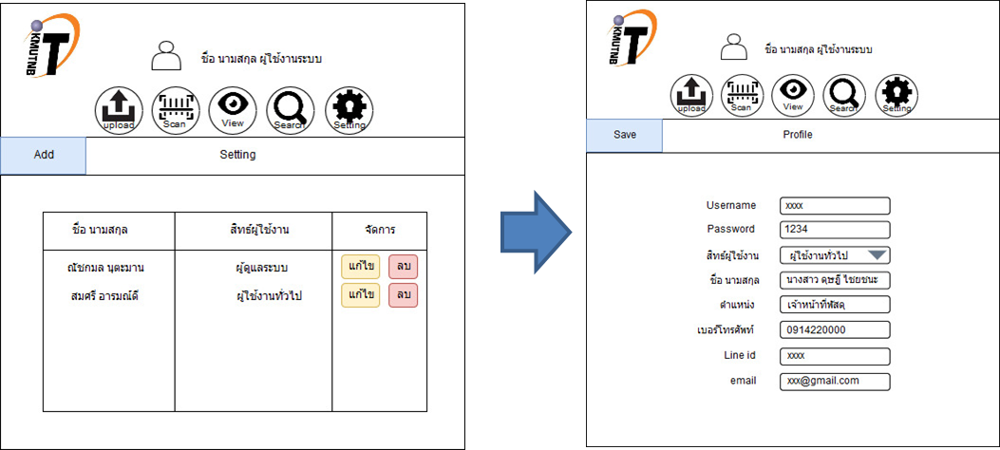 KMUTNB
T
ชื่อ นามสกุล ผู้ใช้งานระบบ
upload
Scan
View
Search
Setting
Add
Setting
ชื่อ นามสกุล
สิทธ์ผู้ใช้งาน
จัดการ
ณัชกมล นุตะมาน
ผู้ดูแลระบบ
แก้ไข
ลบ
สมศรี อารมณ์ดี
ผู้ใช้งานทั่วไป
แก้ไข
ลบ
KMUTNB
T
ชื่อ นามสกุล ผู้ใช้งานระบบ
upload
Scan
View
Search
Setting
Save
Profile
Username
xxxx
Password
1234
สิทธ์ผู้ใช้งาน
ผู้ใช้งานทั่วไป
ชื่อ นามสกุล
นางสาว ดุษฎี ไชยชนะ
ตำแหน่ง
เจ้าหน้าที่พัสดุ
เบอร์โทรศัพท์
0914220000
Line id
xxxx
email
xxx@gmail.com